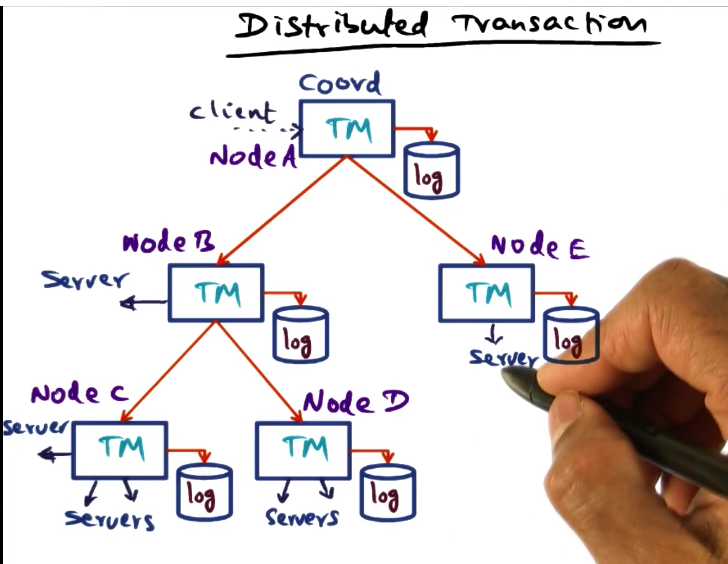 Distributed Transaction
Coord
client
TM
Node A
log
Node B
Node E
Server
TM
TM
log
log
server
Node C
Node D
Server
TM
TM
log
log
servers
servers